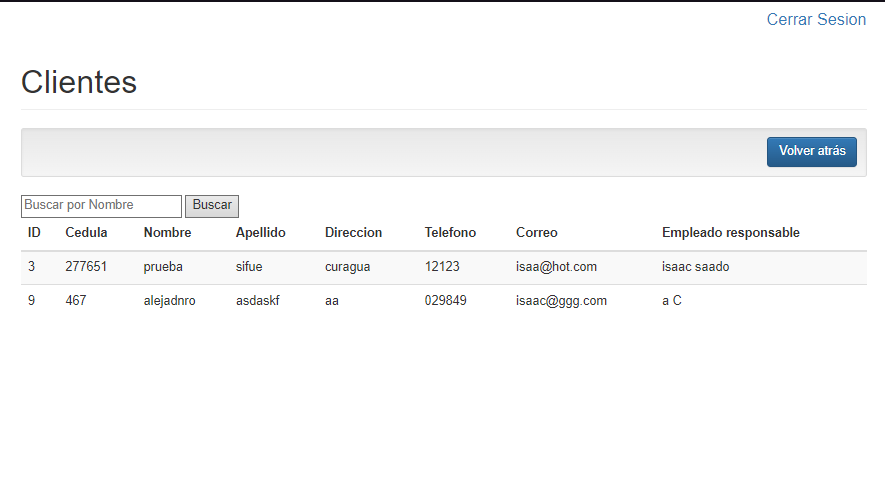 Cerrar Sesion
Clientes
Volver atrás
Buscar por Nombre Buscar
ID Cedula Nombre Apellido Direccion Telefono Correo Empleado responsable
3 277651 prueba sifue curagua 12123 isaa@hot.com isaac saado
9 467 alejadnro asdaskf aa 029849 isaac@ggg.com a C